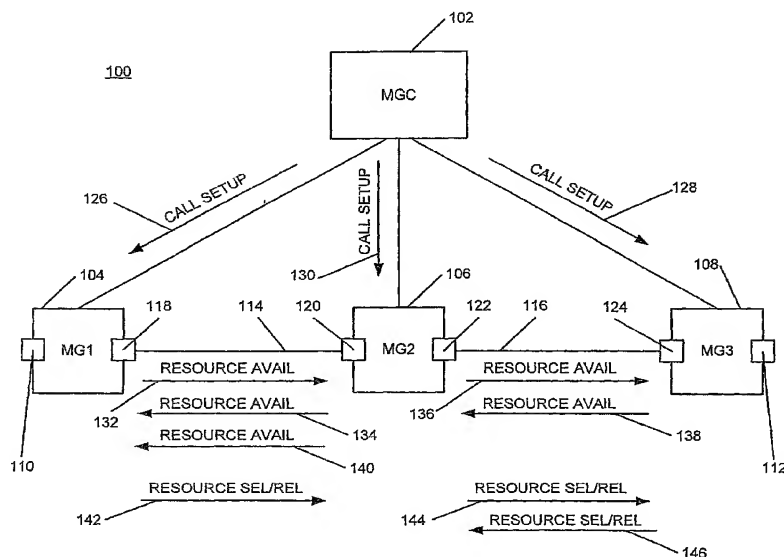 102
100
MGC
126
CALL SETUP
CALL SETUP
CALL SETUP
128
130
104
106
108
118
114
120
122
116
124
MG1
MG2
MG3
RESOURCE AVAIL
RESOURCE AVAIL
132
136
RESOURCE AVAIL
RESOURCE AVAIL
134
138
RESOURCE AVAIL
110
140
112
RESOURCE SEL/REL
RESOURCE SEL/REL
142
144
RESOURCE SEL/REL
146